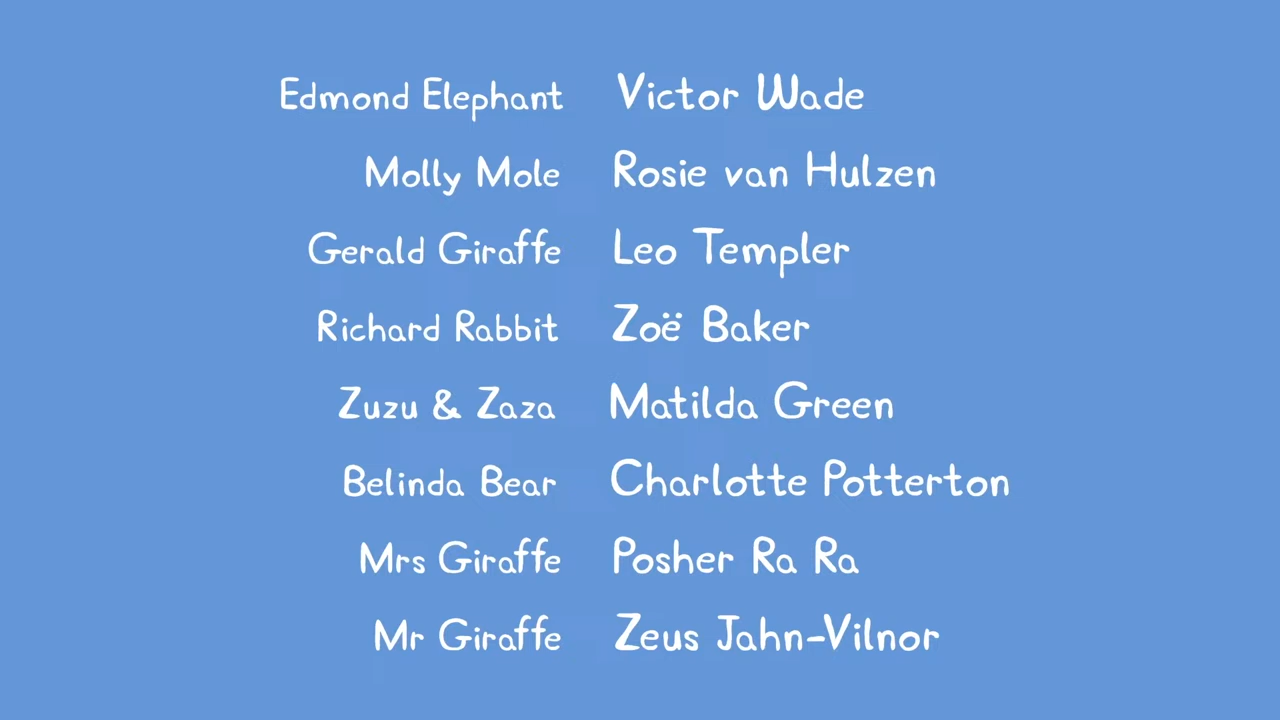 Edmond Elephant Victor Wade
Molly Mole Rosie van Hulzen
Gerald Giraffe Leo Templer
Richard Rabbit Zoë Baker
Zuzu & Zaza Matilda Green
Belinda Bear Charlotte Potterton
Mrs Giraffe Posher Ra Ra
Mr Giraffe Zeus Jahn-Vilnor